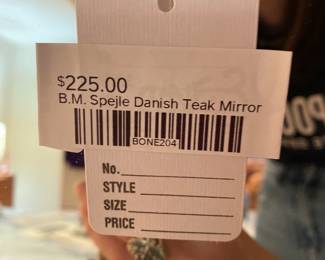 $225.00
B.M. Spejle Danish Teak Mirror
BONE204
No.
STYLE
SIZE
PRICE